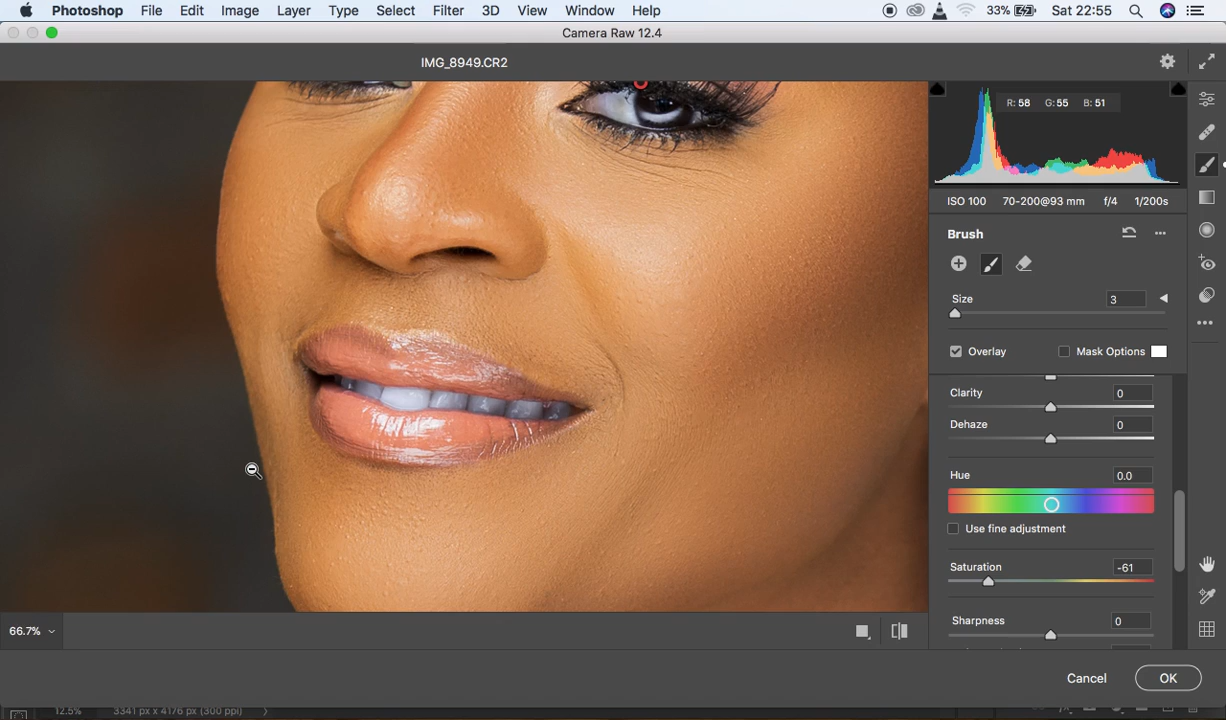 Photoshop File Edit Image Layer Type Select Filter 3D View Window Help 33% Sat 22:55
Camera Raw 12.4
IMG_8949.CR2
R: 58 G: 55 B: 51
ISO 100 70-200@93 mm f/4 1/200s
Brush
Size 3
Overlay Mask Options
Clarity 0
Dehaze 0
Hue 0.0
Use fine adjustment
Saturation -61
Sharpness 0
66.7%
Cancel OK
12.5% 3341 px x 4176 px (300 ppi)